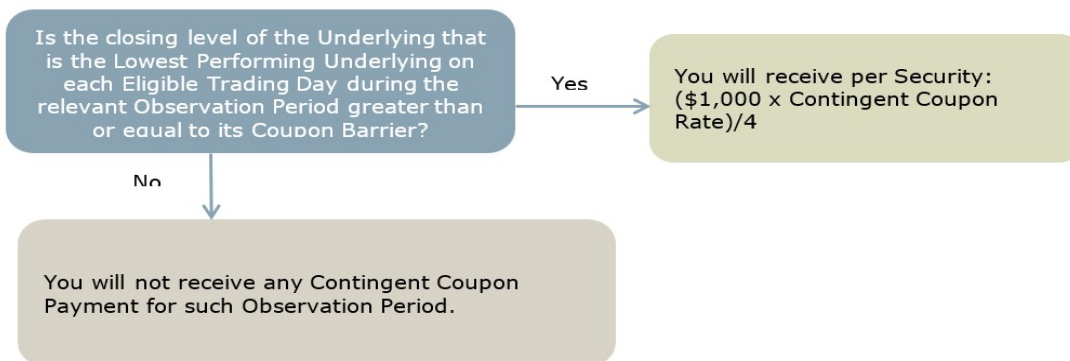 Is the closing level of the Underlying that
is the Lowest Performing Underlying on
each Eligible Trading Day during the
relevant Observation Period greater than
or equal to its Coupon Barrier?
Yes
You will receive per Security:
($1,000 x Contingent Coupon
Rate)/4
No
You will not receive any Contingent Coupon
Payment for such Observation Period.